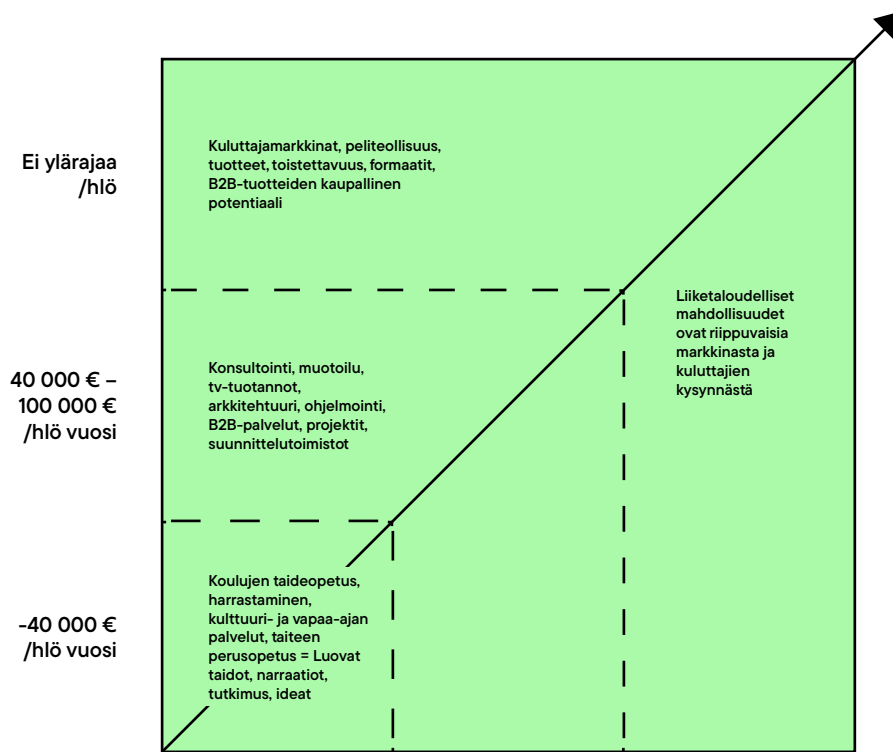 Ei ylärajaa
/hlö
Kuluttajamarkkinat, peliteollisuus,
tuotteet, toistettavuus, formaatit,
B2B-tuotteiden kaupallinen
potentiaali
40 000 € –
100 000 €
/hlö vuosi
Konsultointi, muotoilu,
tv-tuotannot,
arkkitehtuuri, ohjelmointi,
B2B-palvelut, projektit,
suunnittelutoimistot
Liiketaloudelliset
mahdollisuudet
ovat riippuvaisia
markkinasta ja
kuluttajien
kysynnästä
-40 000 €
/hlö vuosi
Koulujen taideopetus,
harrastaminen,
kulttuuri- ja vapaa-ajan
palvelut, taiteen
perusopetus = Luovat
taidot, narraatiot,
tutkimus, ideat